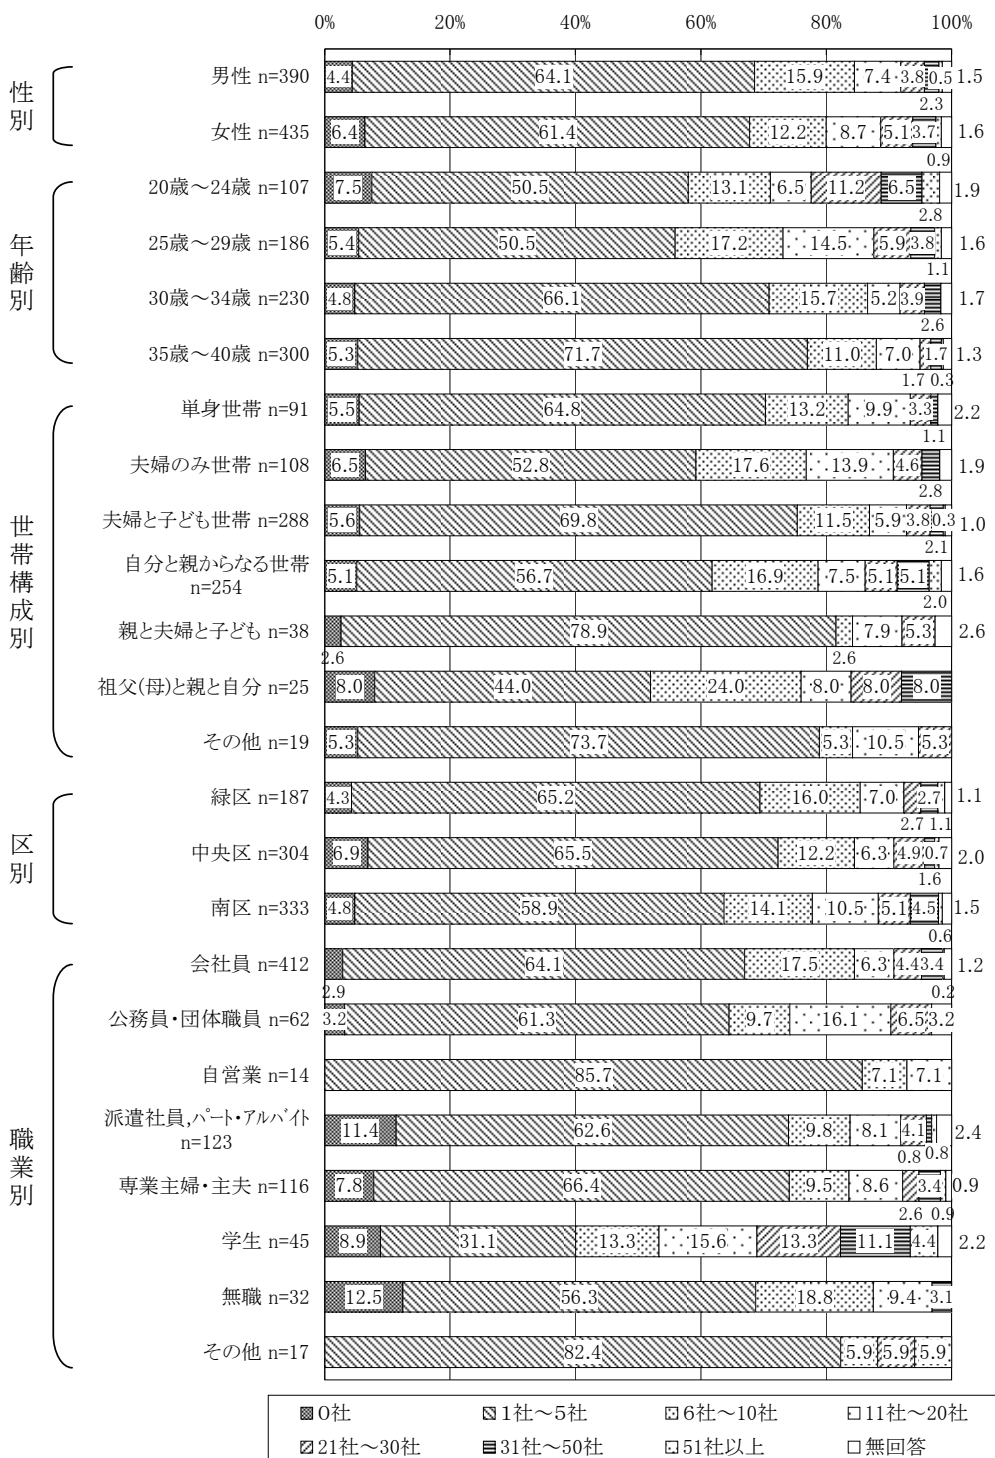 0% 20% 40% 60% 80% 100%
性別
男性 n=390 4.4 64.1 15.9 7.4 3.8 0.5 1.5
2.3
女性 n=435 6.4 61.4 12.2 8.7 5.1 3.7 1.6
0.9
年齢別
20歳～24歳 n=107 7.5 50.5 13.1 6.5 11.2 6.5 1.9
2.8
25歳～29歳 n=186 5.4 50.5 17.2 14.5 5.9 3.8 1.6
1.1
30歳～34歳 n=230 4.8 66.1 15.7 5.2 3.9 1.7
2.6
35歳～40歳 n=300 5.3 71.7 11.0 7.0 1.7 1.3
1.7 0.3
世帯構成別
単身世帯 n=91 5.5 64.8 13.2 9.9 3.3 2.2
1.1
夫婦のみ世帯 n=108 6.5 52.8 17.6 13.9 4.6 1.9
2.8
夫婦と子ども世帯 n=288 5.6 69.8 11.5 5.9 3.8 0.3 1.0
2.1
自分と親からなる世帯
n=254 5.1 56.7 16.9 7.5 5.1 5.1 1.6
2.0
親と夫婦と子ども n=38 78.9 7.9 5.3 2.6
2.6 2.6
祖父(母)と親と自分 n=25 8.0 44.0 24.0 8.0 8.0 8.0
その他 n=19 5.3 73.7 5.3 10.5 5.3
区別
緑区 n=187 4.3 65.2 16.0 7.0 2.7 1.1
2.7 1.1
中央区 n=304 6.9 65.5 12.2 6.3 4.9 0.7 2.0
1.6
南区 n=333 4.8 58.9 14.1 10.5 5.1 4.5 1.5
0.6
職業別
会社員 n=412 64.1 17.5 6.3 4.4 3.4 1.2
2.9 0.2
公務員・団体職員 n=62 3.2 61.3 9.7 16.1 6.5 3.2
自営業 n=14 85.7 7.1 7.1
派遣社員,ﾊﾟｰﾄ・ｱﾙﾊﾞｲﾄ
n=123 11.4 62.6 9.8 8.1 4.1 2.4
0.8 0.8
専業主婦・主夫 n=116 7.8 66.4 9.5 8.6 3.4 0.9
2.6 0.9
学生 n=45 8.9 31.1 13.3 15.6 13.3 11.1 4.4 2.2
無職 n=32 12.5 56.3 18.8 9.4 3.1
その他 n=17 82.4 5.9 5.9 5.9
0社 1社～5社 6社～10社 11社～20社
21社～30社 31社～50社 51社以上 無回答